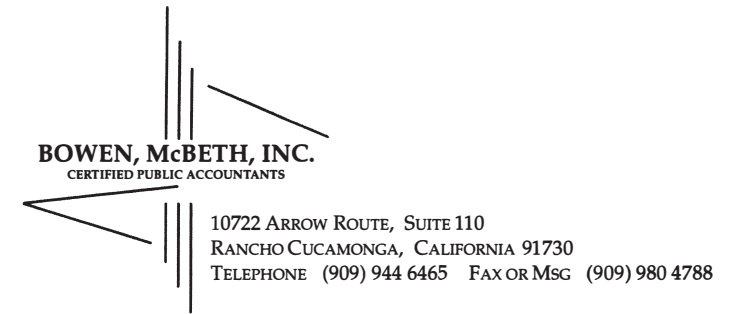 BOWEN, McBETH, INC.
CERTIFIED PUBLIC ACCOUNTANTS
10722 ARROW ROUTE, SUITE 110
RANCHO CUCAMONGA, CALIFORNIA 91730
TELEPHONE (909) 944 6465 FAX OR MSG (909) 980 4788